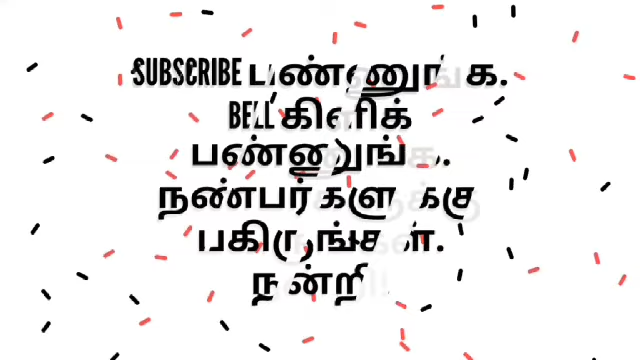 SUBSCRIBE பண்ணுங்க.
BELL கிளிக்
பண்ணுங்க.
நண்பர்களுக்கு
பகிருங்கள்.
நன்றி!